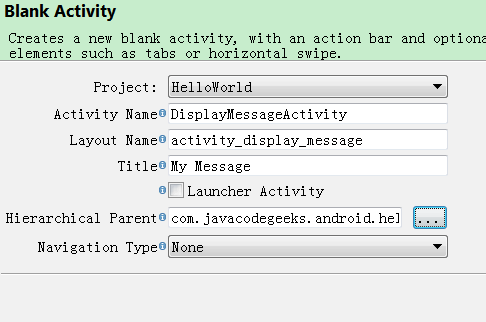 Blank Activity
Creates a new blank activity, with an action bar and optiona
elements such as tabs or horizontal swipe.
Project: HelloWorld
Activity Name DisplayMessageActivity
Layout Name activity_display_message
Title My Message
Launcher Activity
Hierarchical Parent com.javacodegeeks.android.hel ...
Navigation Type None